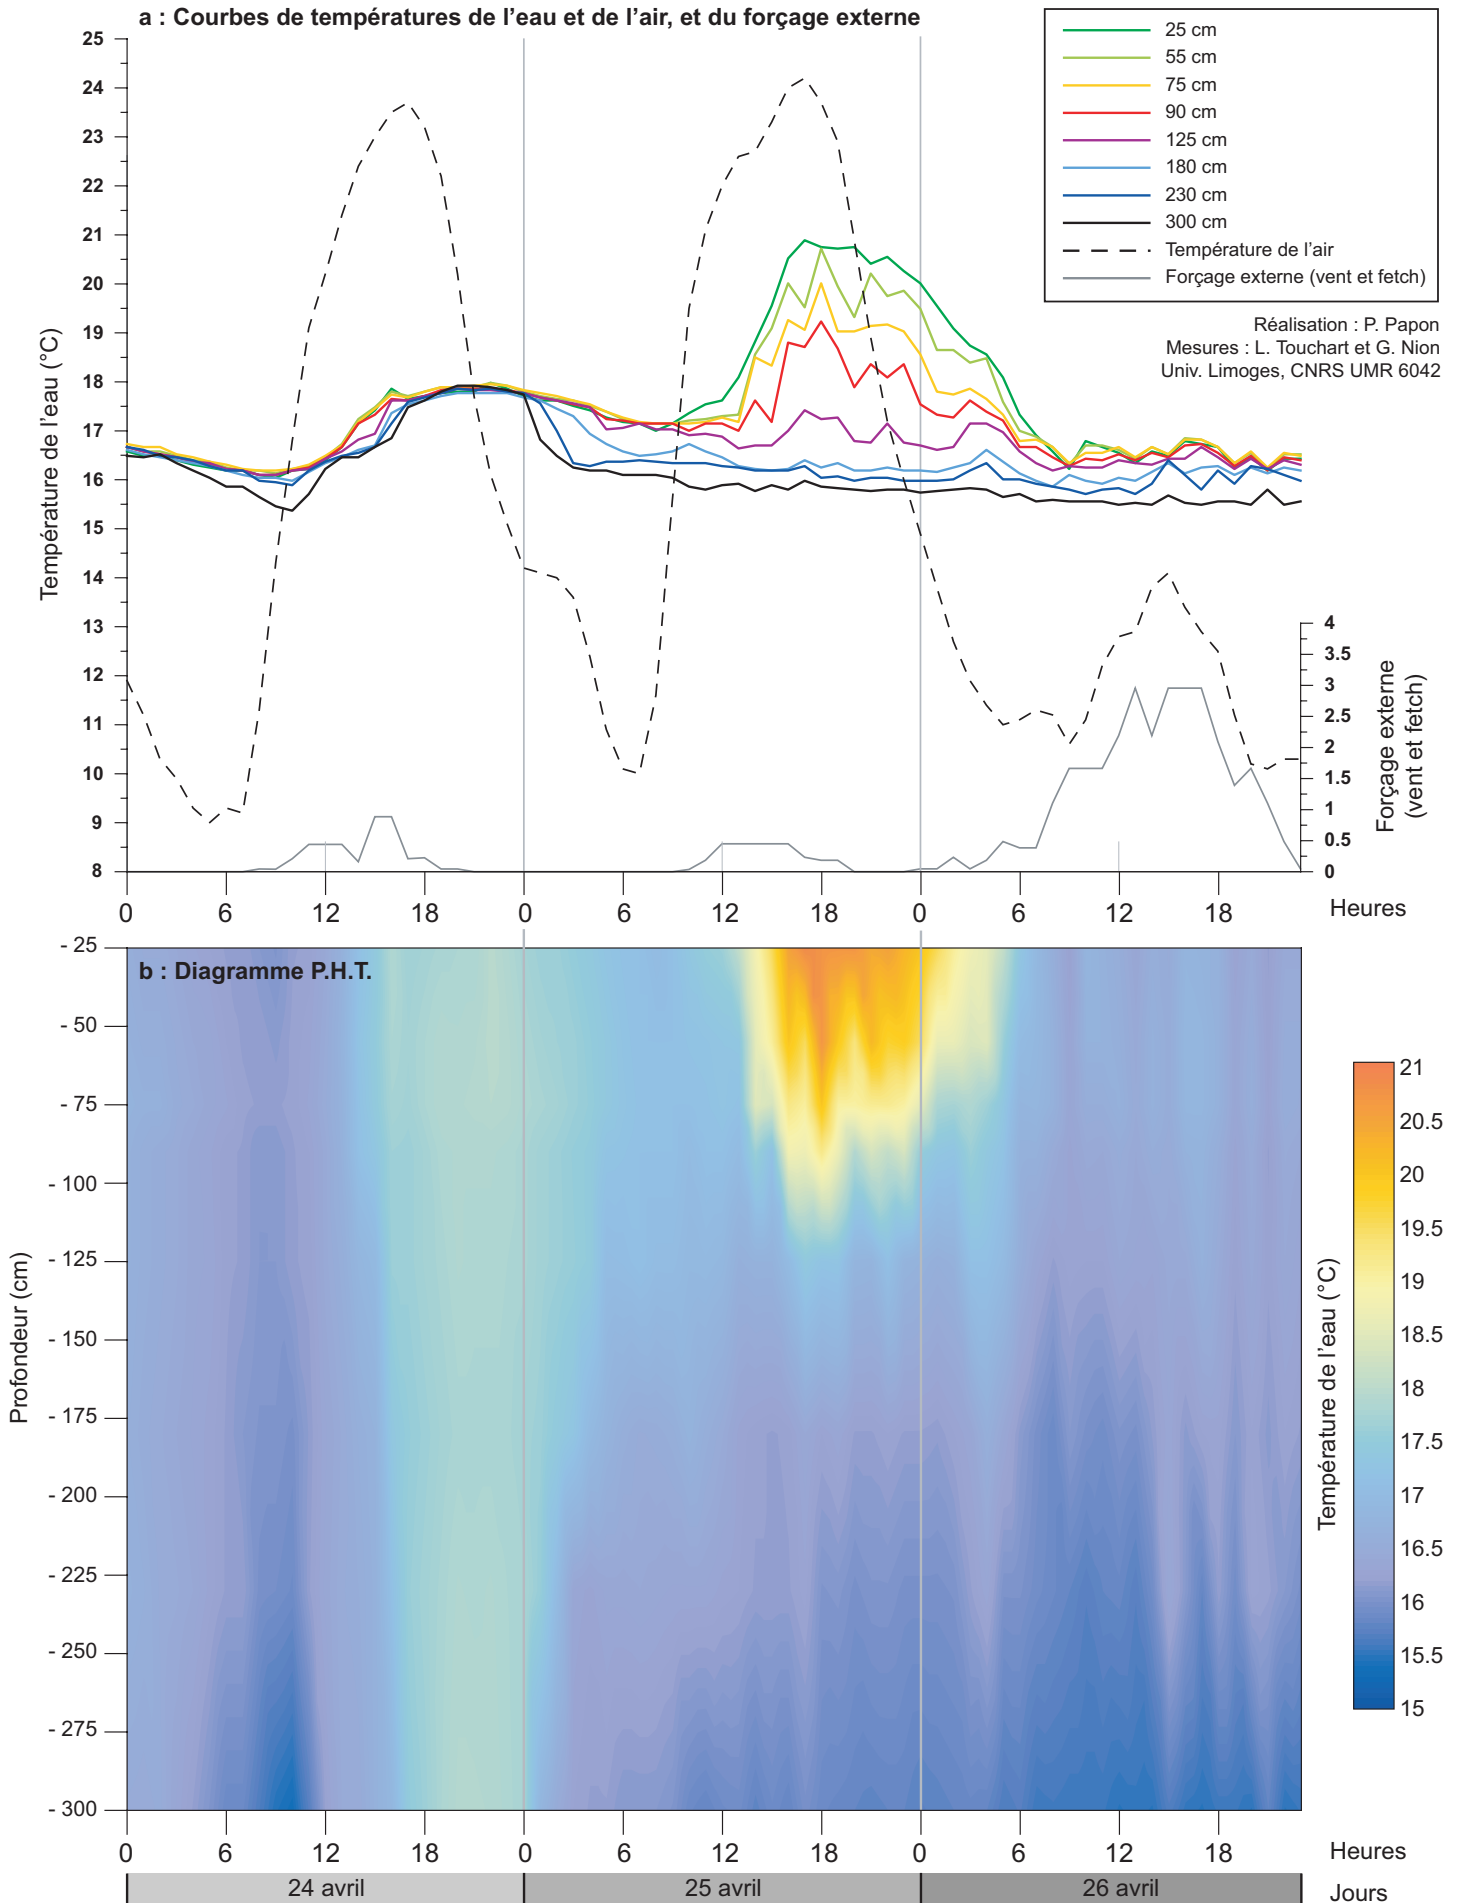 a : Courbes de températures de l'eau et de l'air, et du forçage externe
25 cm
55 cm
75 cm
90 cm
125 cm
180 cm
230 cm
300 cm
Température de l'air
Forçage externe (vent et fetch)
Réalisation : P. Papon
Mesures : L. Touchart et G. Nion
Univ. Limoges, CNRS UMR 6042
Température de l'eau (°C)
25
24
23
22
21
20
19
18
17
16
15
14
13
12
11
10
9
8
4
3.5
3
2.5
2
1.5
1
0.5
0
Forçage externe
(vent et fetch)
0 6 12 18 0 6 12 18 0 6 12 18 Heures
b : Diagramme P.H.T.
Profondeur (cm)
- 25
- 50
- 75
- 100
- 125
- 150
- 175
- 200
- 225
- 250
- 275
- 300
Température de l'eau (°C)
21
20.5
20
19.5
19
18.5
18
17.5
17
16.5
16
15.5
15
0 6 12 18 0 6 12 18 0 6 12 18 Heures
24 avril 25 avril 26 avril Jours